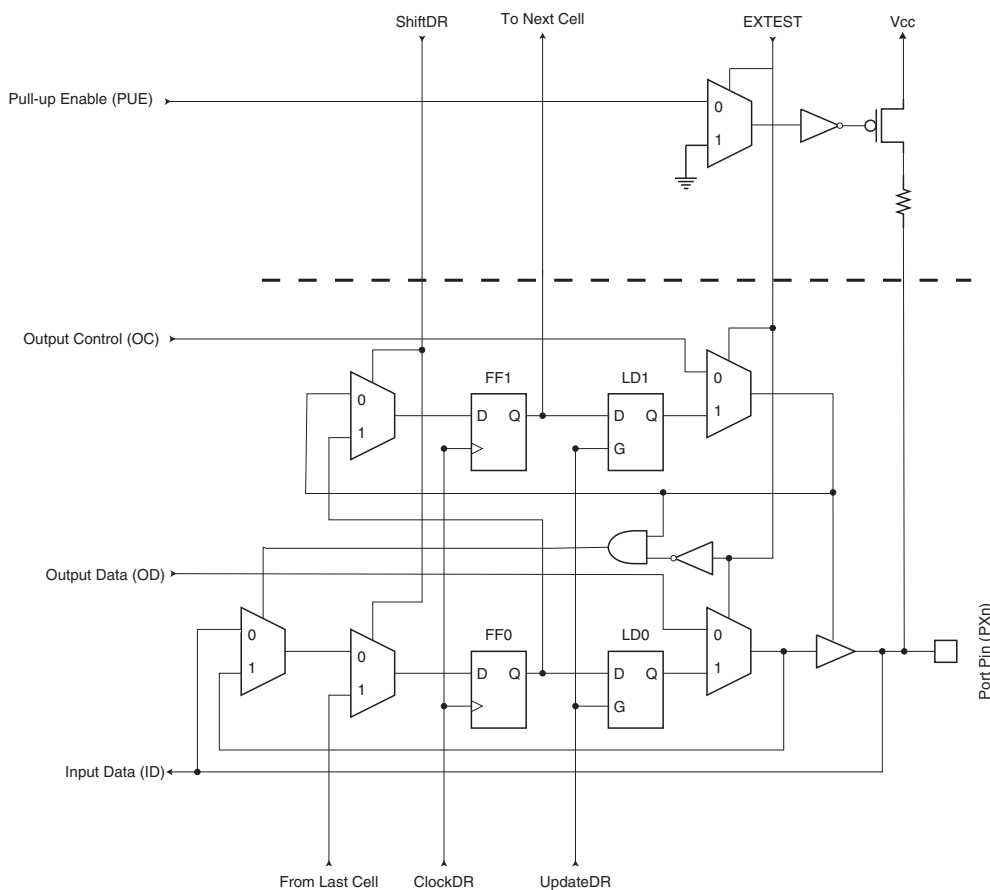 ShiftDR
To Next Cell
EXTEST
Vcc
Pull-up Enable (PUE)
0
1
Output Control (OC)
FF1
LD1
0
1
0
1
D Q
D Q
G
Output Data (OD)
FF0
LD0
0
1
0
1
0
1
D Q
D Q
G
Port Pin (PXn)
Input Data (ID)
From Last Cell
ClockDR
UpdateDR